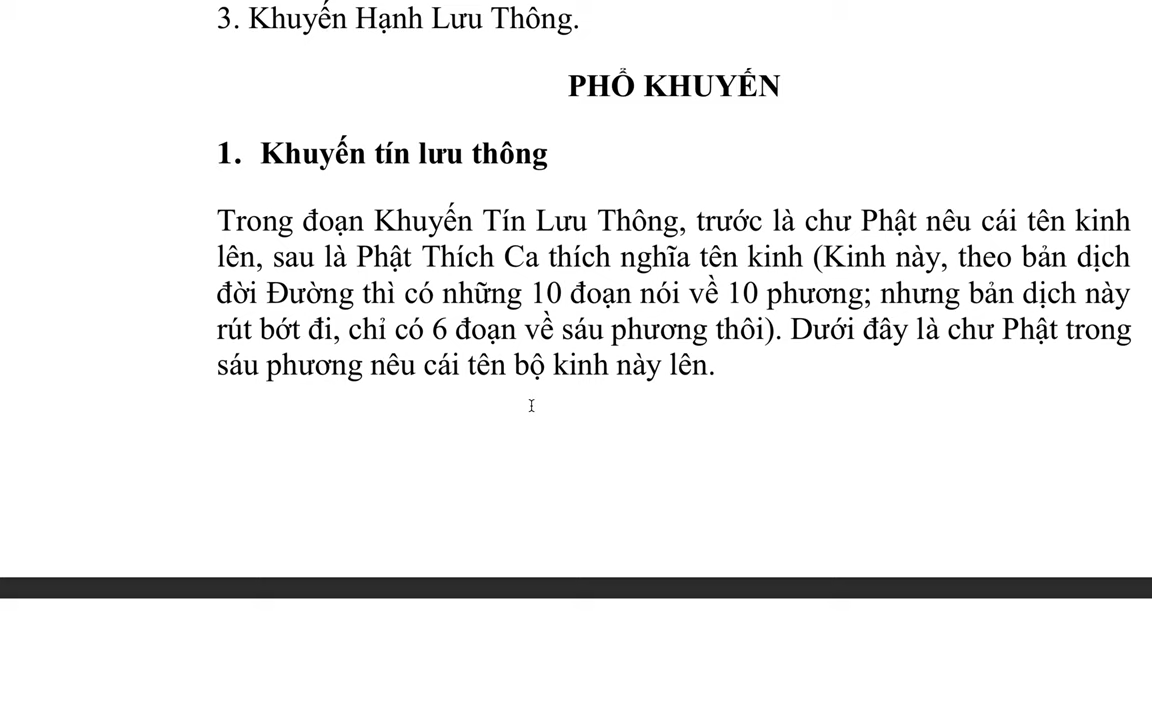 3. Khuyến Hạnh Lưu Thông.
PHỔ KHUYẾN
1. Khuyến tín lưu thông
Trong đoạn Khuyến Tín Lưu Thông, trước là chư Phật nêu cái tên kinh
lên, sau là Phật Thích Ca thích nghĩa tên kinh (Kinh này, theo bản dịch
đời Đường thì có những 10 đoạn nói về 10 phương; nhưng bản dịch này
rút bớt đi, chỉ có 6 đoạn về sáu phương thôi). Dưới đây là chư Phật trong
sáu phương nêu cái tên bộ kinh này lên.